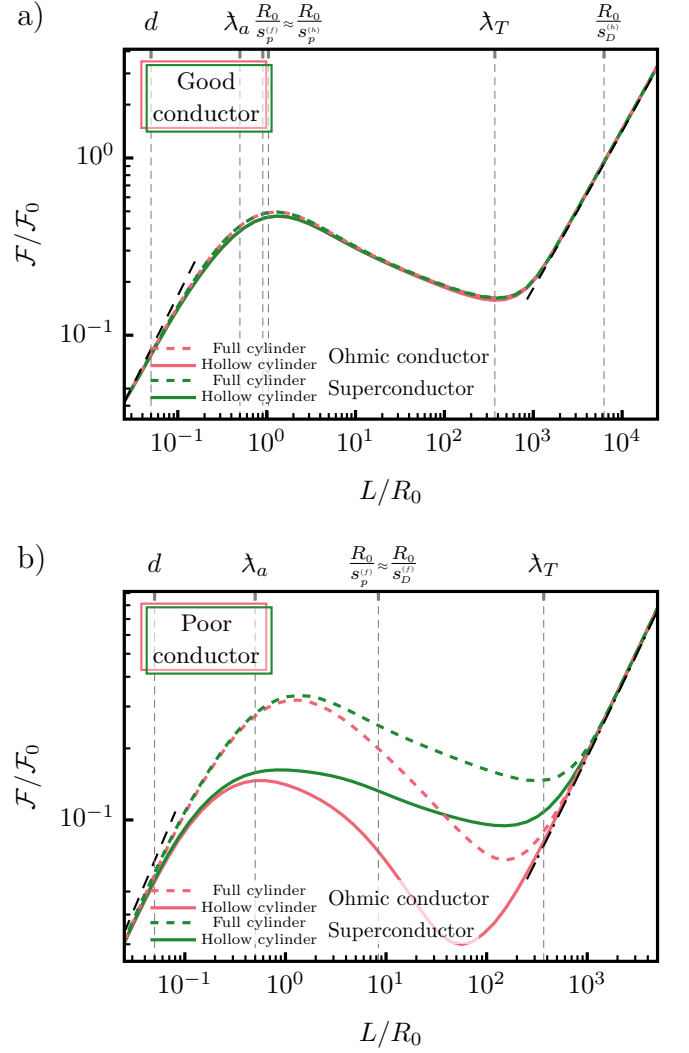 a)
d ƛ_a R_0/s_p^(f) ≈ R_0/s_p^(h) ƛ_T R_0/s_D^(h)
Good
conductor
10^0
10^{-1}
F/F_0
Full cylinder
Hollow cylinder
Ohmic conductor
Full cylinder
Hollow cylinder
Superconductor
10^{-1} 10^0 10^1 10^2 10^3 10^4
L/R_0
b)
d ƛ_a R_0/s_p^(f) ≈ R_0/s_D^(f) ƛ_T
Poor
conductor
10^{-1}
F/F_0
Full cylinder
Hollow cylinder
Ohmic conductor
Full cylinder
Hollow cylinder
Superconductor
10^{-1} 10^0 10^1 10^2 10^3
L/R_0